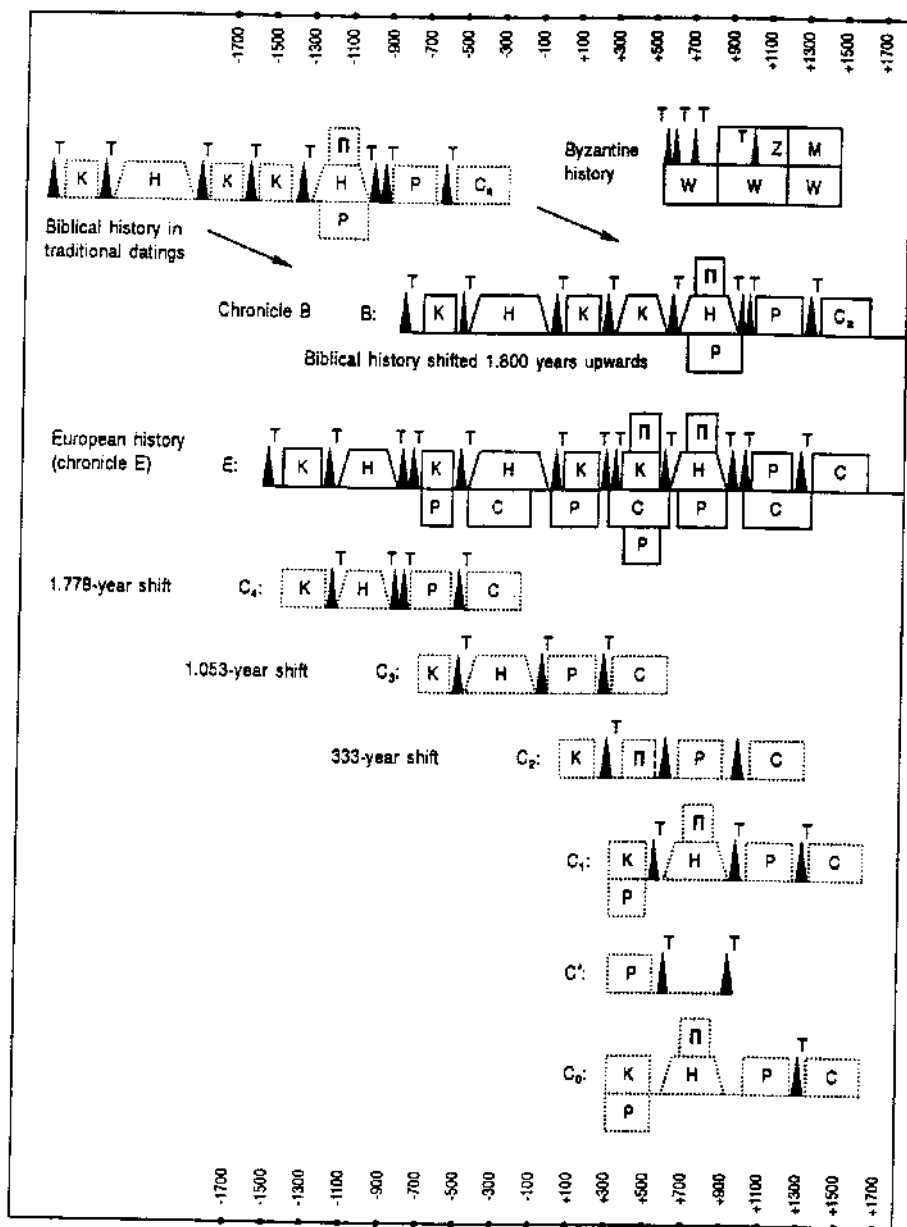 -1700 -1500 -1300 -1100 -900 -700 -500 -300 -100 +100 +300 +500 +700 +900 +1100 +1300 +1500 +1700
T T T
T Z M
Byzantine history
W W W
Π
T T T T T T T T
K H K K H P
P
Biblical history in
traditional datings
Π
T T T T T T T T
Chronicle B B: K H K K H P
P
Biblical history shifted 1.800 years upwards
Π Π
T T T T T T T T T T T T
European history
(chronicle E) E: K H K H K K H P C
P C P C P C
P
T T T T
1.778-year shift C₄: K H P C
T T T
1.053-year shift C₃: K H P C
T
333-year shift C₂: K Π P C
Π
T T T
C₁: K H P C
P
T T
C': P
Π
T
C₀: K H P C
P
-1700 -1500 -1300 -1100 -900 -700 -500 -300 -100 +100 +300 +500 +700 +900 +1100 +1300 +1500 +1700